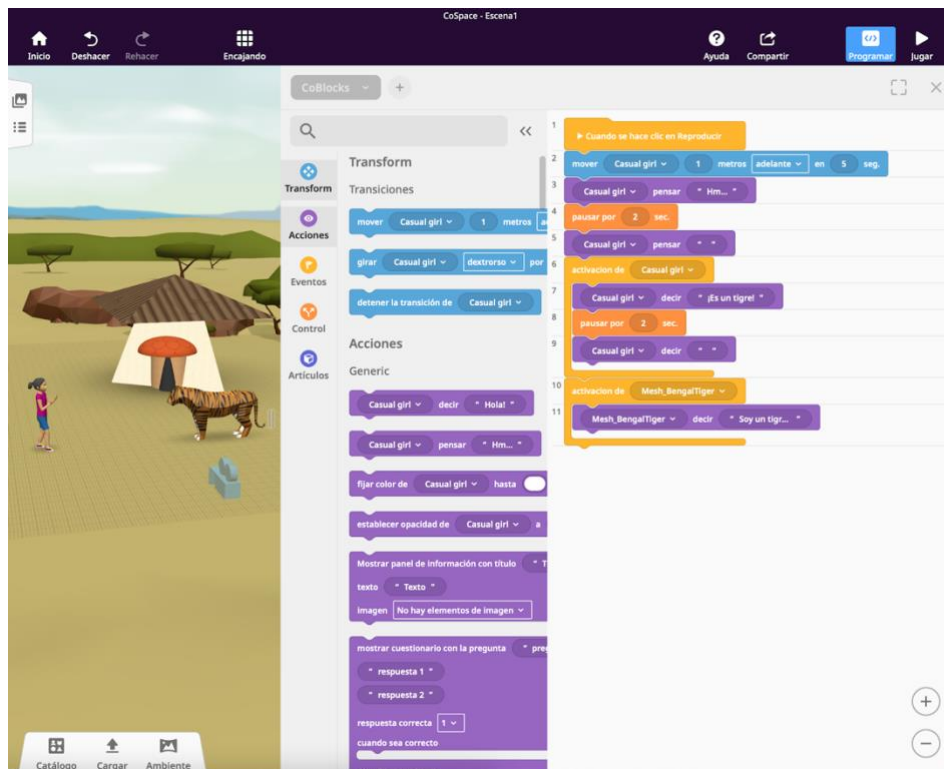 CoSpace - Escena1
Inicio Deshacer Rehacer Encajando Ayuda Compartir Programar Jugar
CoBlocks
Transform
Acciones
Eventos
Control
Artículos
Transform
Transiciones
mover Casual girl 1 metros
girar Casual girl dextrorso por
detener la transición de Casual girl
Acciones
Generic
Casual girl decir " Hola! "
Casual girl pensar " Hm... "
fijar color de Casual girl hasta
establecer opacidad de Casual girl a
Mostrar panel de información con título " T
texto " Texto "
imagen No hay elementos de imagen
mostrar cuestionario con la pregunta " pre
" respuesta 1 "
" respuesta 2 "
respuesta correcta 1
cuando sea correcto
1 Cuando se hace clic en Reproducir
2 mover Casual girl 1 metros adelante en 5 seg.
3 Casual girl pensar " Hm... "
4 pausar por 2 sec.
5 Casual girl pensar " "
6 activacion de Casual girl
7 Casual girl decir " ¡Es un tigre! "
8 pausar por 2 sec.
9 Casual girl decir " "
10 activacion de Mesh_BengalTiger
11 Mesh_BengalTiger decir " Soy un tigr... "
Catálogo Cargar Ambiente